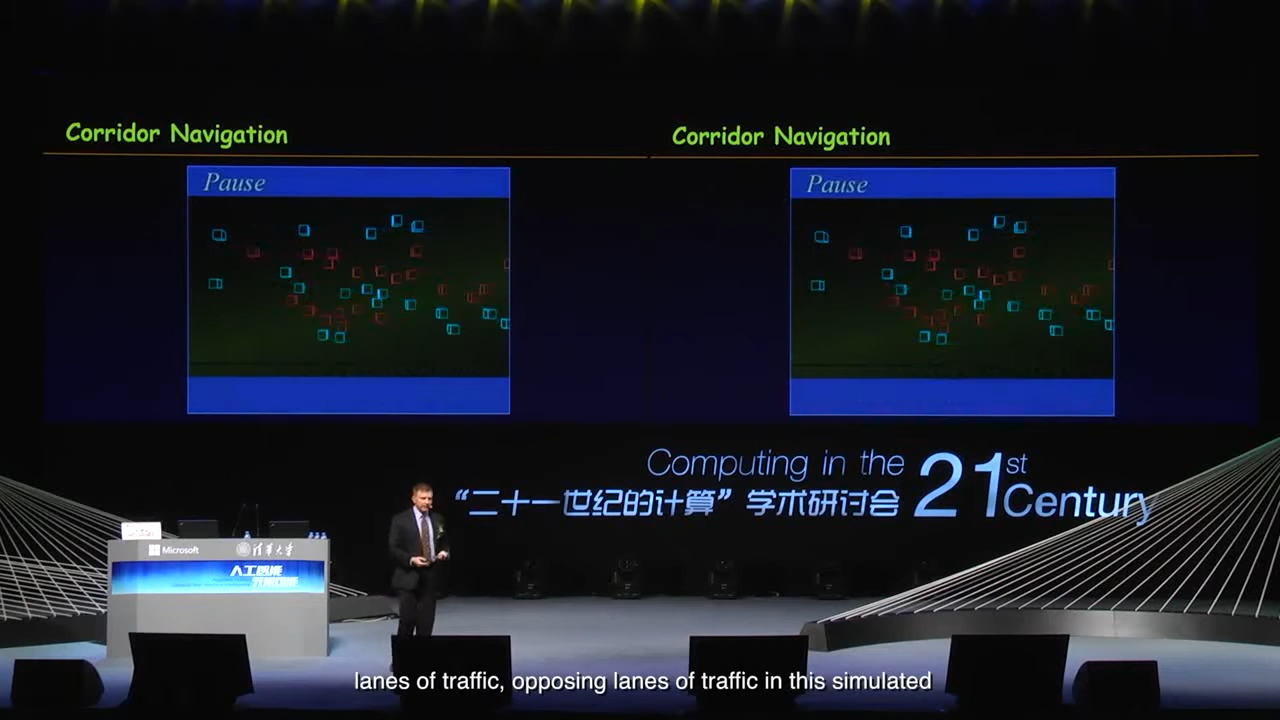 Corridor Navigation
Corridor Navigation
Pause
Pause
Computing in the 21st Century
“二十一世纪的计算”学术研讨会
Microsoft
清华大学
人工智能
lanes of traffic, opposing lanes of traffic in this simulated